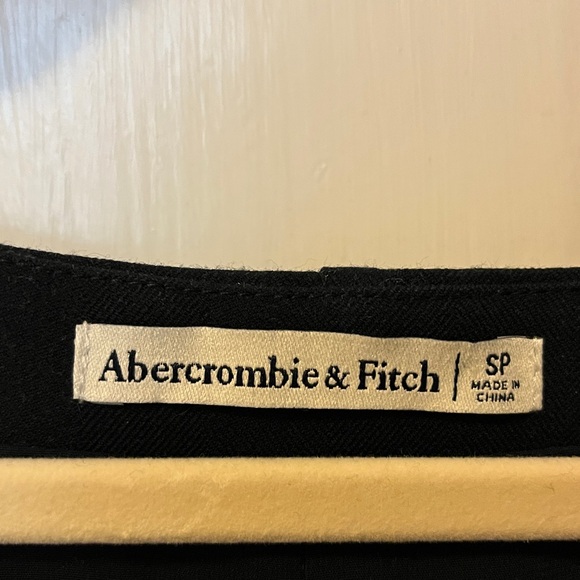 Abercrombie & Fitch
SP
MADE IN
CHINA